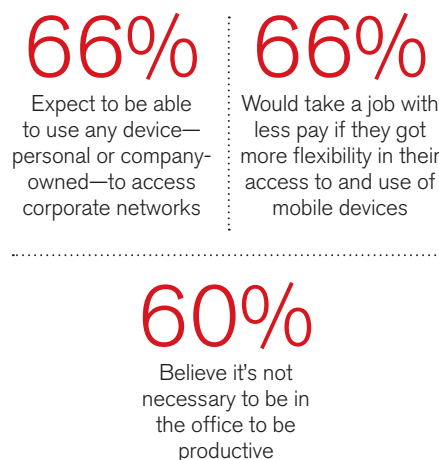 66%
Expect to be able
to use any device—
personal or company-
owned—to access
corporate networks
66%
Would take a job with
less pay if they got
more flexibility in their
access to and use of
mobile devices
60%
Believe it's not
necessary to be in
the office to be
productive